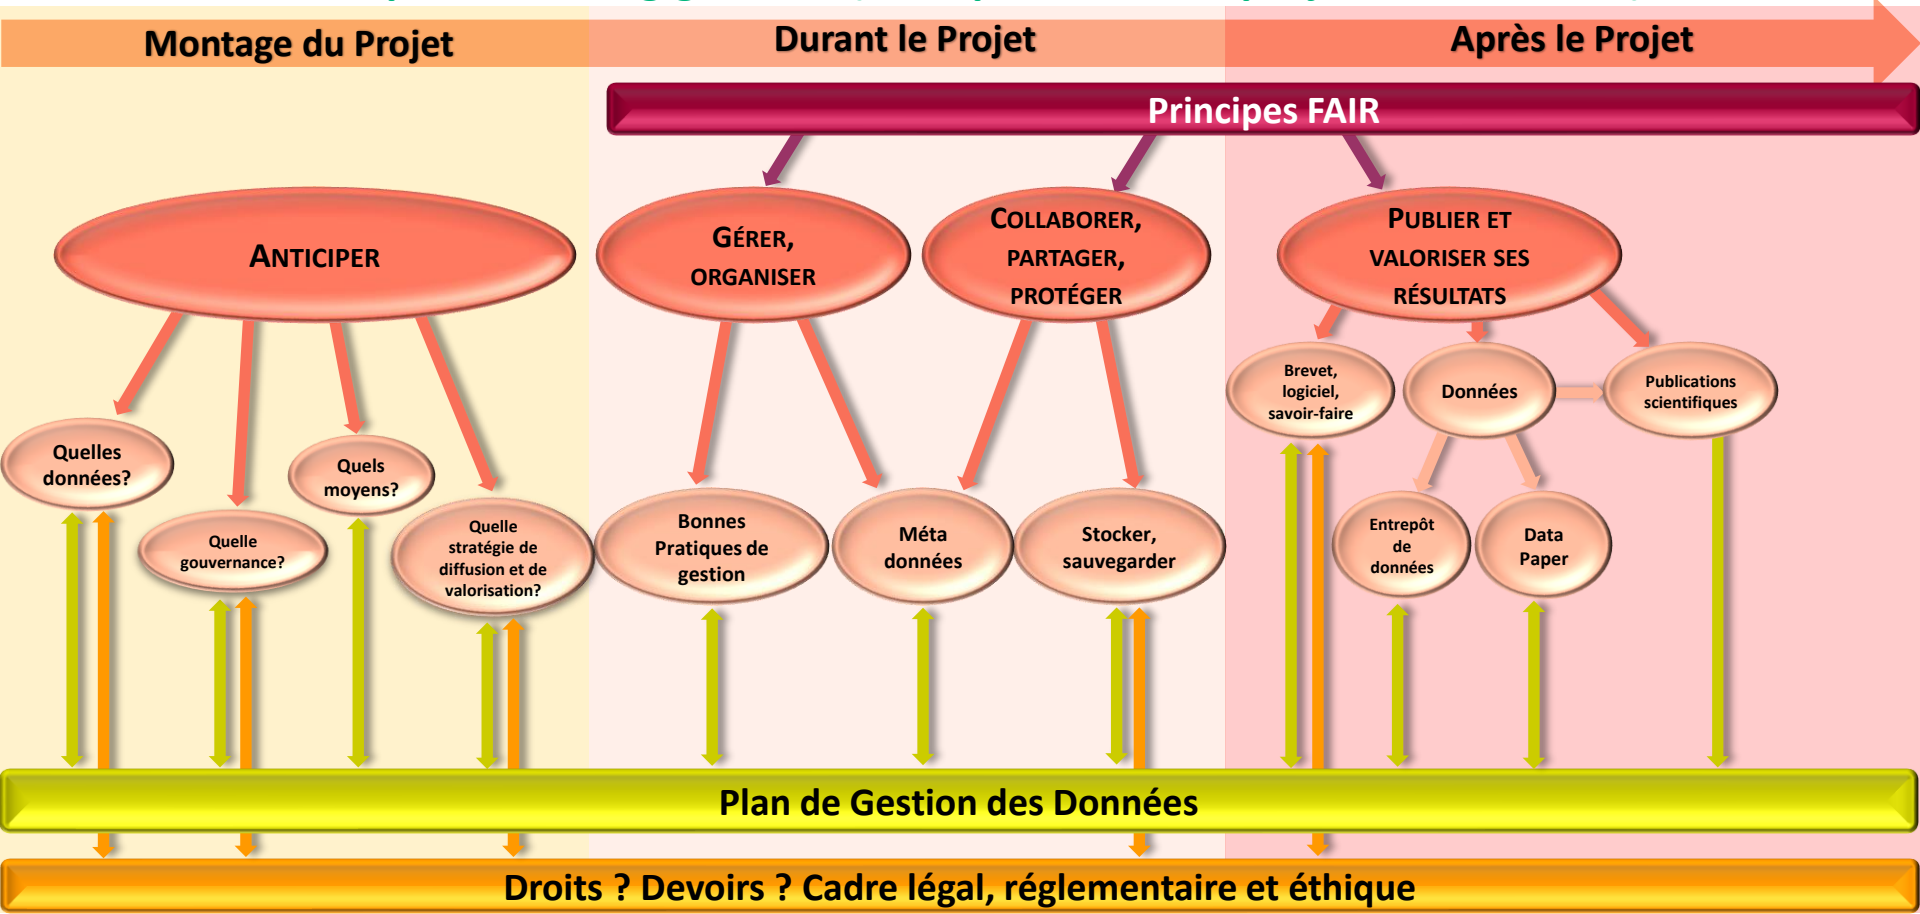 Montage du Projet
Durant le Projet
Après le Projet
Principes FAIR
ANTICIPER
GÉRER,
ORGANISER
COLLABORER,
PARTAGER,
PROTÉGER
PUBLIER ET
VALORISER SES
RÉSULTATS
Quelles
données?
Quelle
gouvernance?
Quels
moyens?
Quelle
stratégie de
diffusion et de
valorisation?
Bonnes
Pratiques de
gestion
Méta
données
Stocker,
sauvegarder
Brevet,
logiciel,
savoir-faire
Données
Publications
scientifiques
Entrepôt
de
données
Data
Paper
Plan de Gestion des Données
Droits ? Devoirs ? Cadre légal, réglementaire et éthique